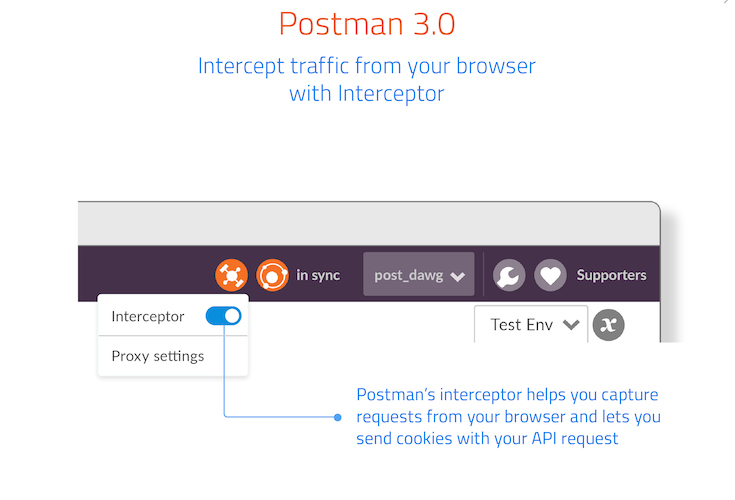 Postman 3.0
Intercept traffic from your browser
with Interceptor
in sync
post_dawg
Supporters
Interceptor
Test Env
x
Proxy settings
Postman's interceptor helps you capture
requests from your browser and lets you
send cookies with your API request